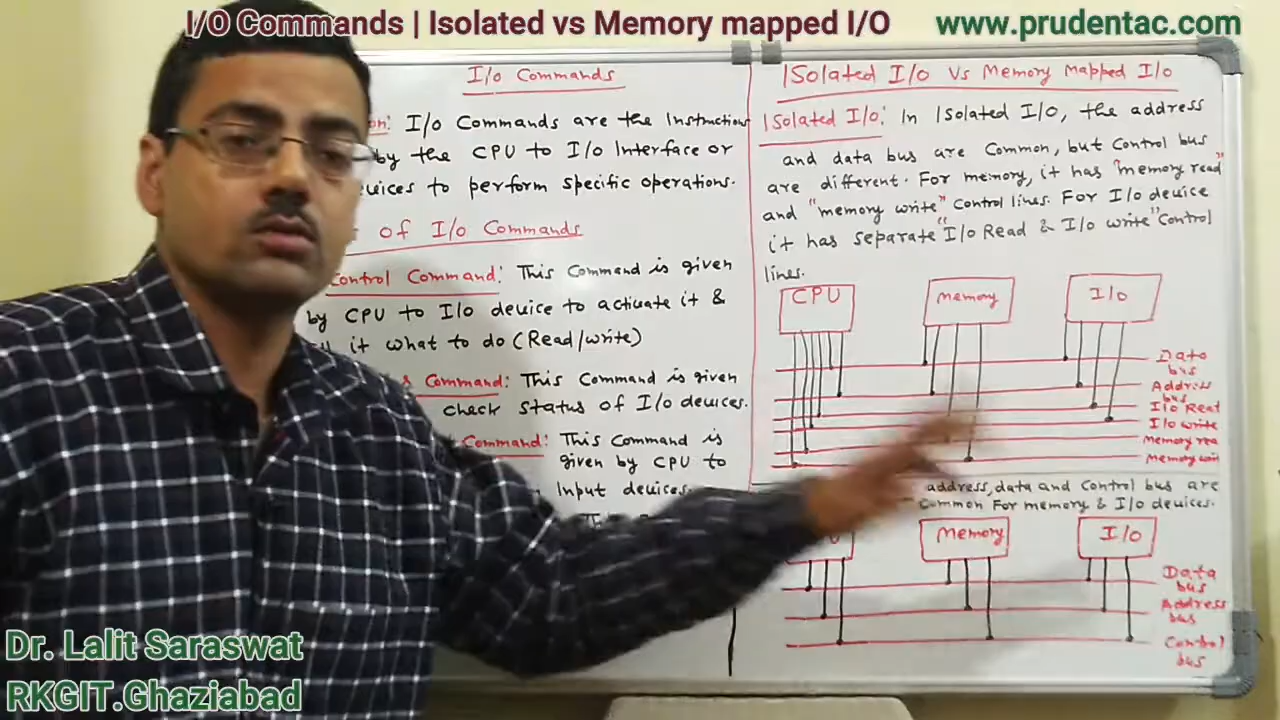 I/O Commands | Isolated vs Memory mapped I/O
www.prudentac.com
I/o Commands
I/o Commands are the Instructions
by the CPU to I/o Interface or
to perform specific operations.
of I/o Commands
Control Command: This Command is given
by CPU to I/o device to activate it &
it what to do (Read/write)
Command: This Command is given
check status of I/o devices.
Command: This Command is
given by CPU to
Input devices.
ISolated I/o Vs Memory Mapped I/o
ISolated I/o: In ISolated I/o, the address
and data bus are Common, but Control bus
are different. For memory, it has "memory read"
and "memory write" Control lines. For I/o device
it has separate "I/o Read & I/o write" Control
lines.
CPU
Memory
I/o
Data
bus
Address
bus
I/o Read
I/o write
Memory rea
Memory writ
address, data and Control bus are
Common For memory & I/o devices.
Memory
I/o
Data
bus
Address
bus
Control
bus
Dr. Lalit Saraswat
RKGIT.Ghaziabad